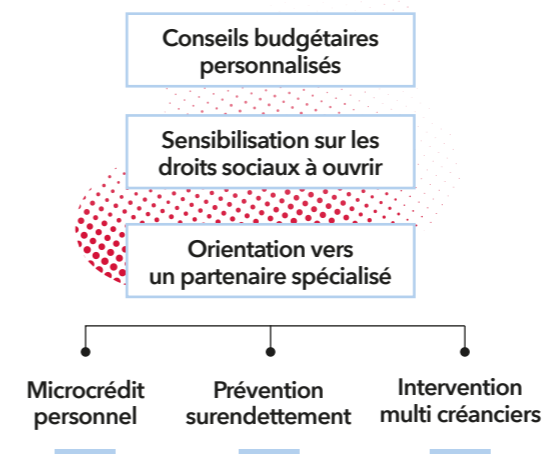 Conseils budgétaires
personnalisés
Sensibilisation sur les
droits sociaux à ouvrir
Orientation vers
un partenaire spécialisé
Microcrédit
personnel
Prévention
surendettement
Intervention
multi créanciers